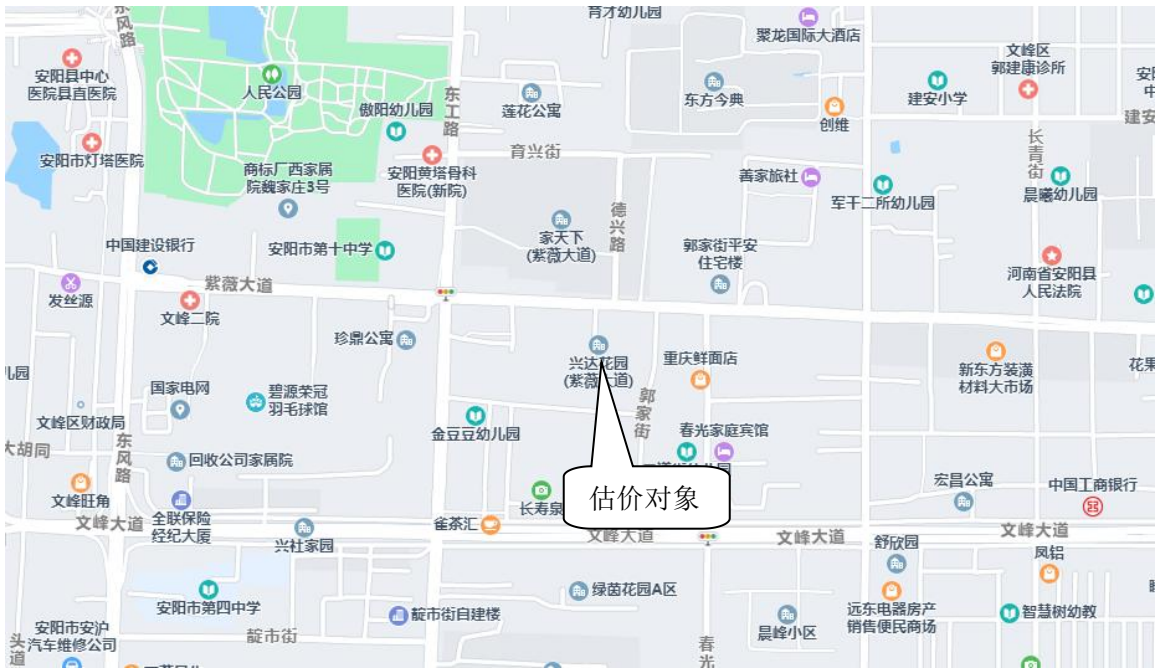 东
风
路
育才幼儿园
聚龙国际大酒店
安阳县中心
医院县直医院
人民公园
傲阳幼儿园
东
工
路
莲花公寓
东方今典
创维
建安小学
文峰区
郭建康诊所
安阳
中
建安
安阳市灯塔医院
商标厂西家属
院魏家庄3号
安阳黄塔骨科
医院(新院)
育兴街
善家旅社
军干二所幼儿园
长
青
街
晨曦幼儿园
中国建设银行
安阳市第十中学
家天下
(紫薇大道)
德
兴
路
郭家街平安
住宅楼
河南省安阳县
人民法院
发丝源
紫薇大道
文峰二院
珍鼎公寓
兴达花园
(紫薇大道)
重庆鲜面店
新东方装潢
材料大市场
花果
儿园
国家电网
碧源荣冠
羽毛球馆
郭
家
街
文峰区财政局
大胡同
东
风
路
金豆豆幼儿园
春光家庭宾馆
回收公司家属院
文峰旺角
全联保险
经纪大厦
长寿泉
估价对象
宏昌公寓
中国工商银行
文峰大道
兴社家园
雀茶汇
文峰大道
文峰大道
舒欣园
文峰大道
凤铝
安阳市第四中学
绿茵花园A区
靛市街自建楼
晨峰小区
远东电器房产
销售便民商场
智慧树幼教
头
道
安阳市安沪
汽车维修公司
靛市街
春
光